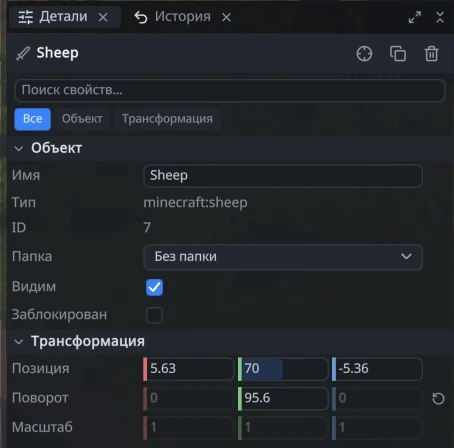 Детали
История
Sheep
Поиск свойств...
Все Объект Трансформация
Объект
Имя Sheep
Тип minecraft:sheep
ID 7
Папка Без папки
Видим
Заблокирован
Трансформация
Позиция 5.63 70 -5.36
Поворот 0 95.6 0
Масштаб 1 1 1